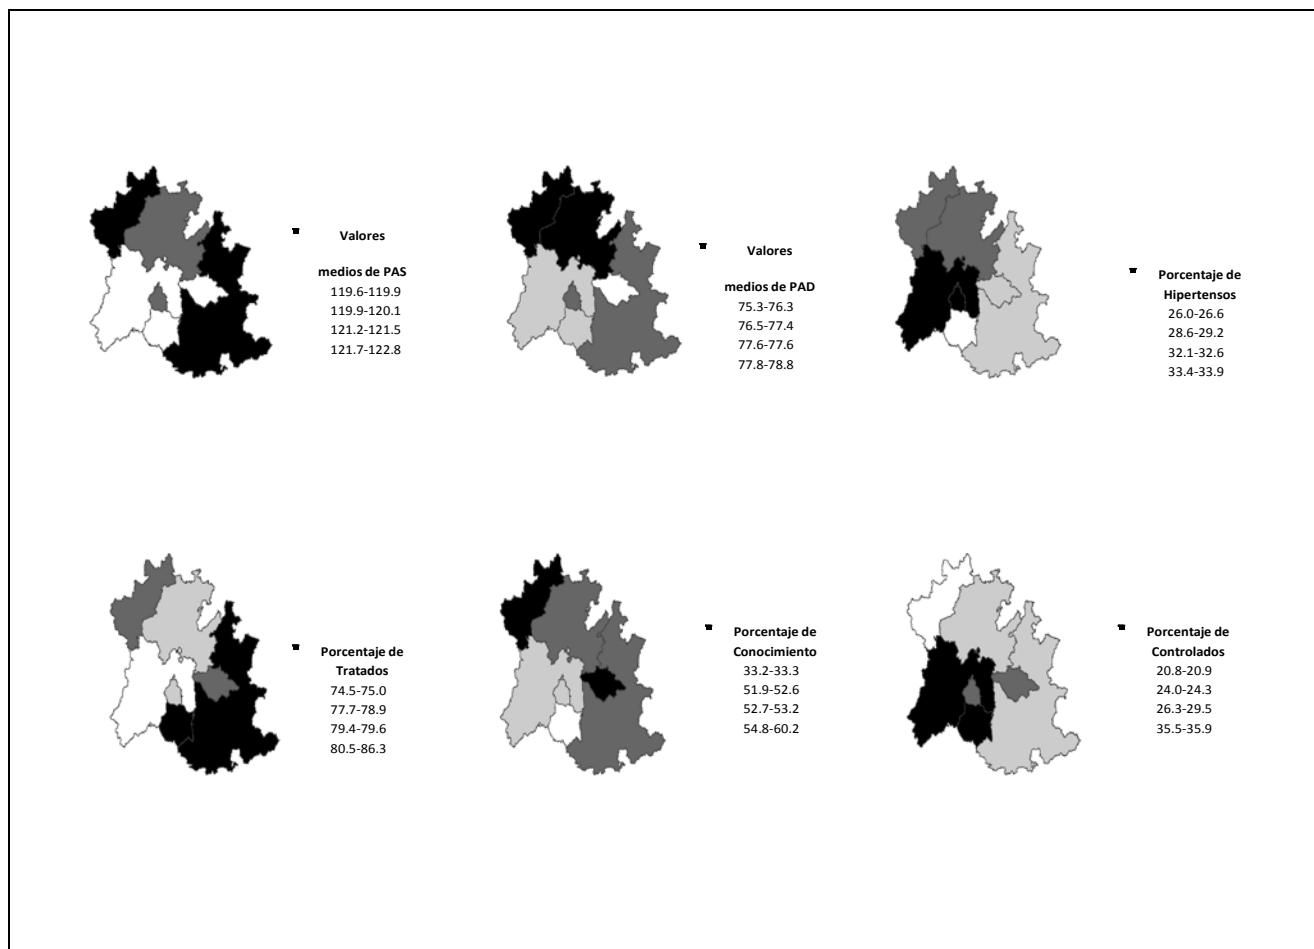 Valores
medios de PAS
119.6-119.9
119.9-120.1
121.2-121.5
121.7-122.8
Valores
medios de PAD
75.3-76.3
76.5-77.4
77.6-77.6
77.8-78.8
Porcentaje de
Hipertensos
26.0-26.6
28.6-29.2
32.1-32.6
33.4-33.9
Porcentaje de
Tratados
74.5-75.0
77.7-78.9
79.4-79.6
80.5-86.3
Porcentaje de
Conocimiento
33.2-33.3
51.9-52.6
52.7-53.2
54.8-60.2
Porcentaje de
Controlados
20.8-20.9
24.0-24.3
26.3-29.5
35.5-35.9